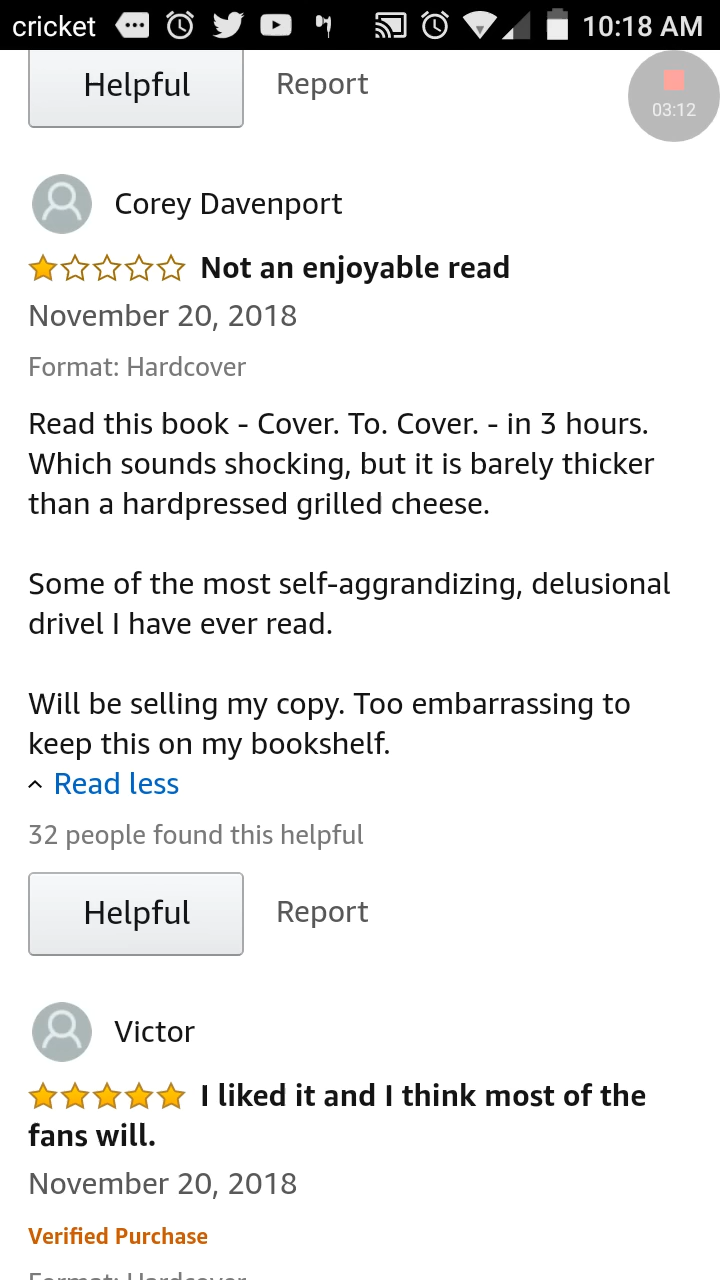 cricket 10:18 AM
Helpful Report
03:12
Corey Davenport
Not an enjoyable read
November 20, 2018
Format: Hardcover
Read this book - Cover. To. Cover. - in 3 hours.
Which sounds shocking, but it is barely thicker
than a hardpressed grilled cheese.
Some of the most self-aggrandizing, delusional
drivel I have ever read.
Will be selling my copy. Too embarrassing to
keep this on my bookshelf.
Read less
32 people found this helpful
Helpful Report
Victor
I liked it and I think most of the
fans will.
November 20, 2018
Verified Purchase
Format: Hardcover